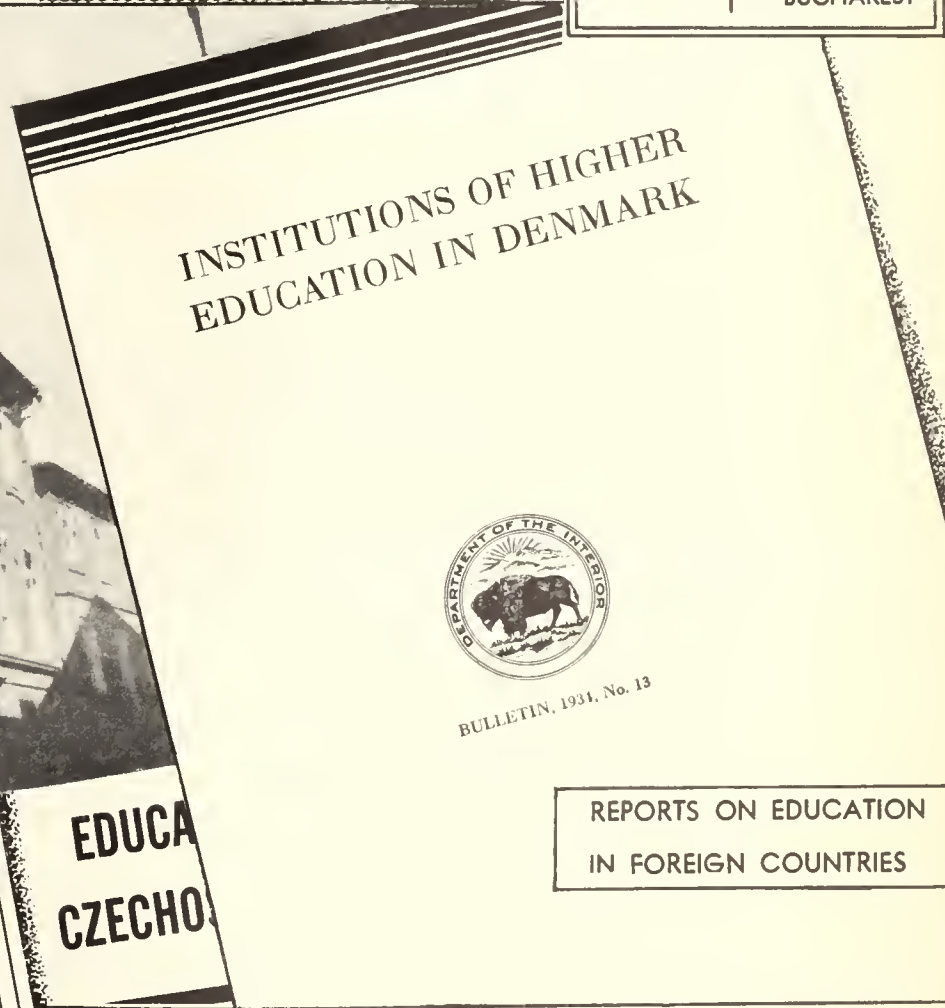 BUCHAREST
INSTITUTIONS OF HIGHER
EDUCATION IN DENMARK
DEPARTMENT OF THE INTERIOR
BULLETIN, 1934, No. 13
REPORTS ON EDUCATION
IN FOREIGN COUNTRIES
EDUCA
CZECHO